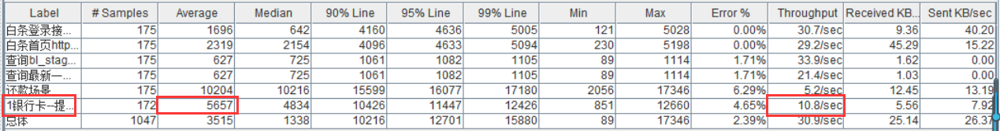 Label # Samples Average Median 90% Line 95% Line 99% Line Min Max Error % Throughput Received KB... Sent KB/sec
白条登录接... 175 1696 642 4160 4636 5005 121 5028 0.00% 30.7/sec 9.36 40.20
白条首页http... 175 2319 2154 4096 4633 5094 230 5198 0.00% 29.2/sec 45.29 15.22
查询bl_stag... 175 627 725 1061 1082 1105 89 1114 1.71% 33.9/sec 1.62 0.00
查询最新一... 175 627 725 1061 1082 1105 89 1114 1.71% 21.4/sec 1.03 0.00
还款场景 175 10204 10216 15599 16077 17180 2056 17346 6.29% 5.2/sec 12.45 13.19
1银行卡--提... 172 5657 4834 10426 11447 12426 851 12660 4.65% 10.8/sec 5.56 7.92
总体 1047 3515 1338 10216 12701 15880 89 17346 2.39% 30.9/sec 25.14 26.37